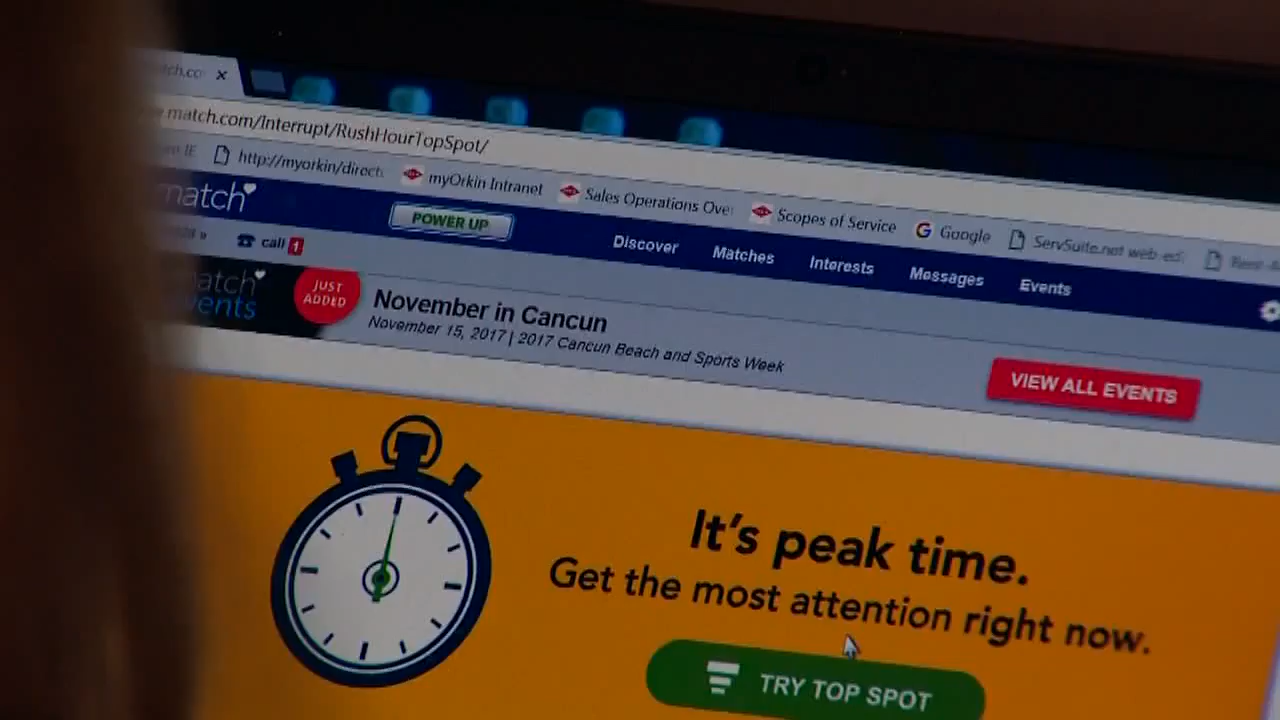 match.com/Interrupt/RushHourTopSpot/
http://myorkin/direct myOrkin Intranet Sales Operations Ove Scopes of Service Google ServSuite.net web edi
match POWER UP Discover Matches Interests Messages Events
call 1
match events JUST ADDED
November in Cancun
November 15, 2017 | 2017 Cancun Beach and Sports Week
VIEW ALL EVENTS
It's peak time.
Get the most attention right now.
TRY TOP SPOT